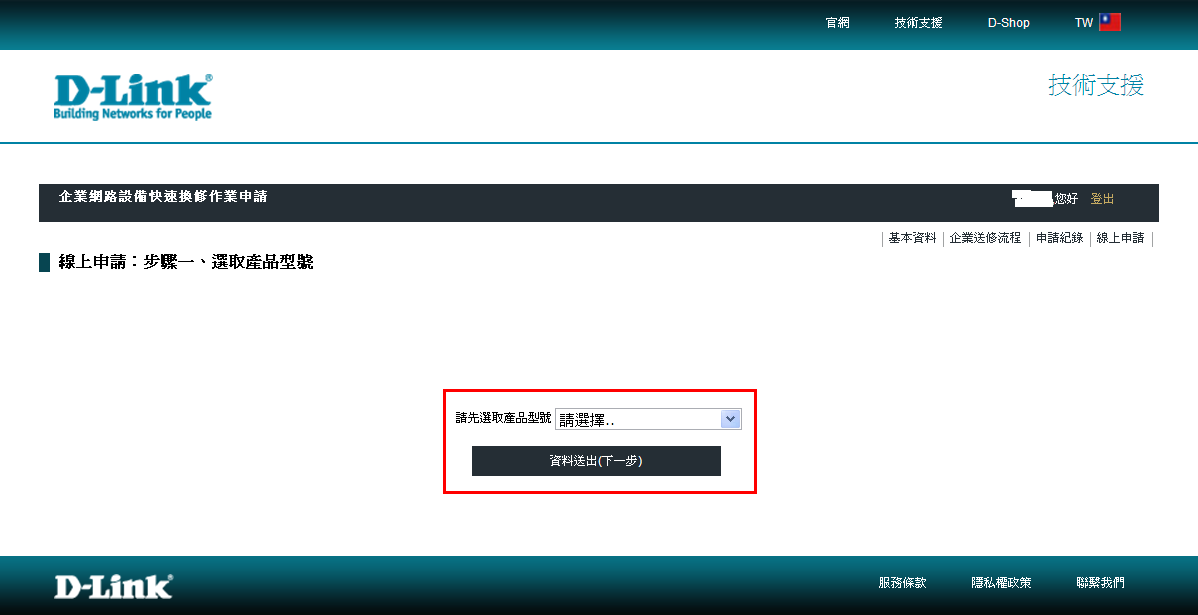 官網 技術支援 D-Shop TW
D-Link®
Building Networks for People
技術支援
企業網路設備快速換修作業申請
您好 登出
基本資料 企業送修流程 申請紀錄 線上申請
線上申請：步驟一、選取產品型號
請先選取產品型號 請選擇..
資料送出(下一步)
D-Link®
服務條款 隱私權政策 聯繫我們